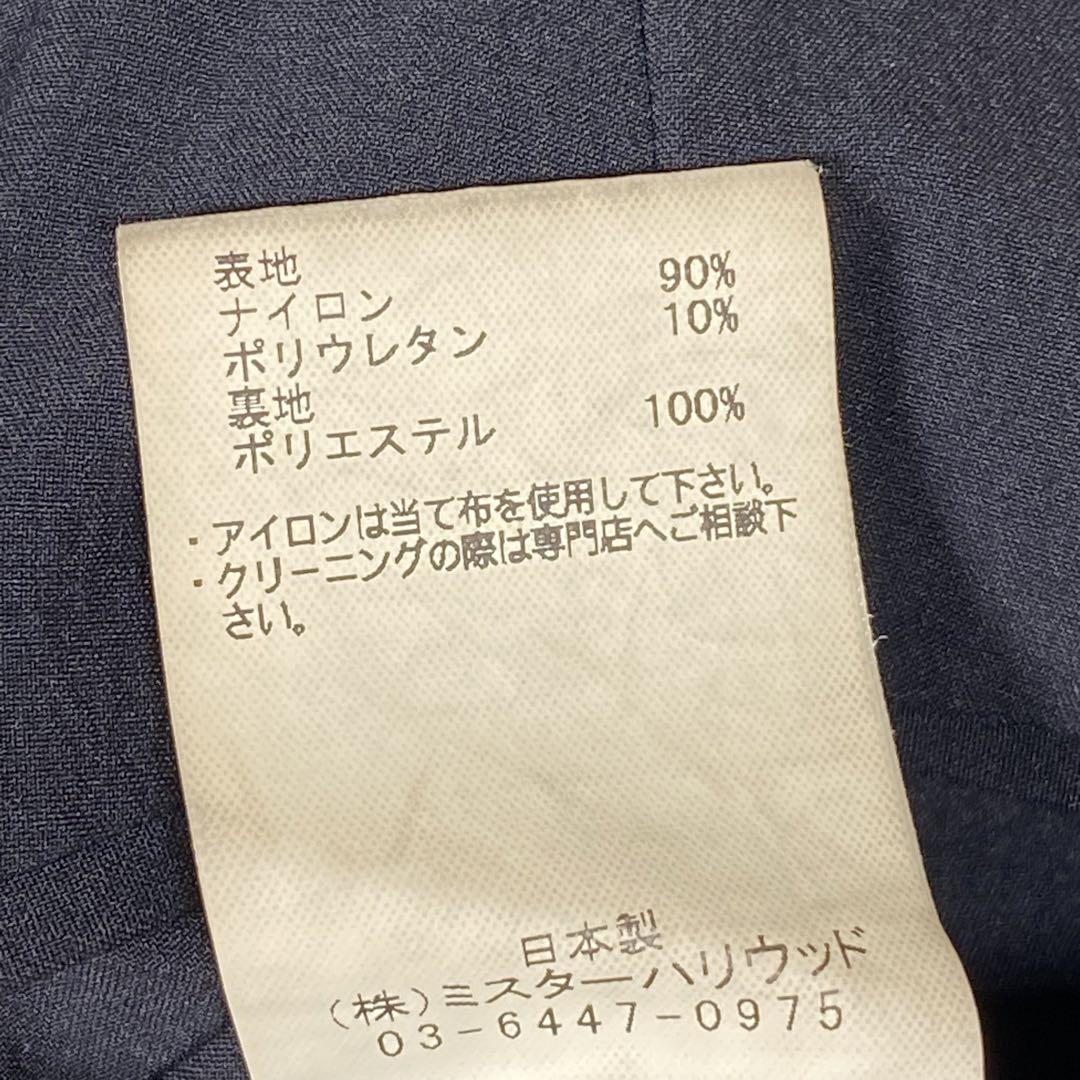 表地
ナイロン 90%
ポリウレタン 10%
裏地
ポリエステル 100%
・アイロンは当て布を使用して下さい。
・クリーニングの際は専門店へご相談下
さい。
日本製
(株)ミスターハリウッド
03-6447-0975